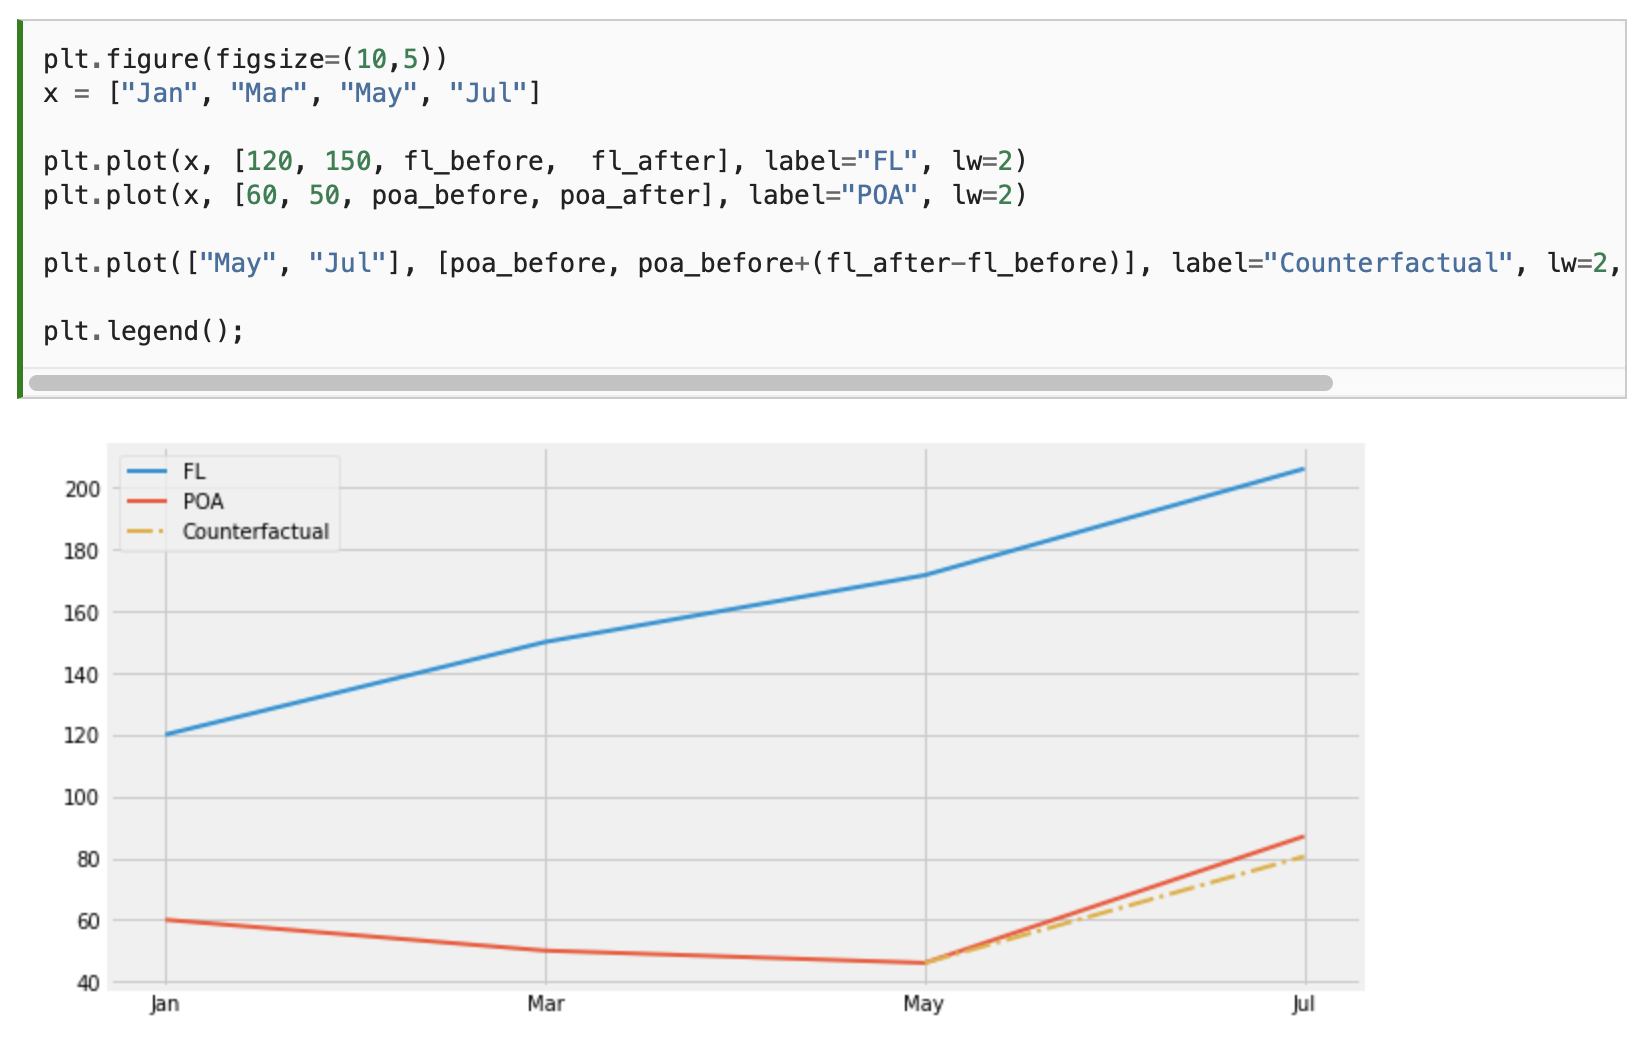 plt.figure(figsize=(10,5))
x = ["Jan", "Mar", "May", "Jul"]
plt.plot(x, [120, 150, fl_before,  fl_after], label="FL", lw=2)
plt.plot(x, [60, 50, poa_before, poa_after], label="POA", lw=2)
plt.plot(["May", "Jul"], [poa_before, poa_before+(fl_after-fl_before)], label="Counterfactual", lw=2,
plt.legend();
FL
POA
Counterfactual
200
180
160
140
120
100
80
60
40
Jan Mar May Jul